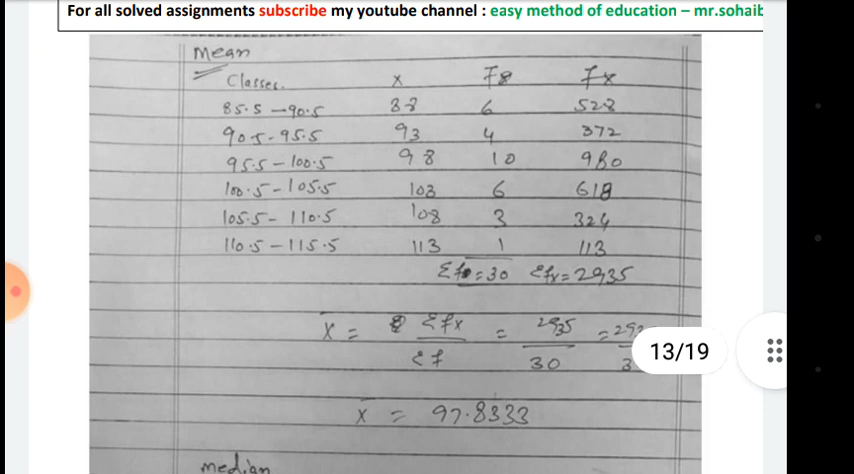 For all solved assignments subscribe my youtube channel : easy method of education – mr.sohaib
Mean
Classes. X F Fx
85.5 – 90.5 88 6 528
90.5 - 95.5 93 4 372
95.5 – 100.5 98 10 980
100.5 - 105.5 103 6 618
105.5 - 110.5 108 3 324
110.5 – 115.5 113 1 113
Σf = 30 Σfx = 2935
X̄ = Σfx / Σf = 2935 / 30
13/19
X̄ = 97.8333
median